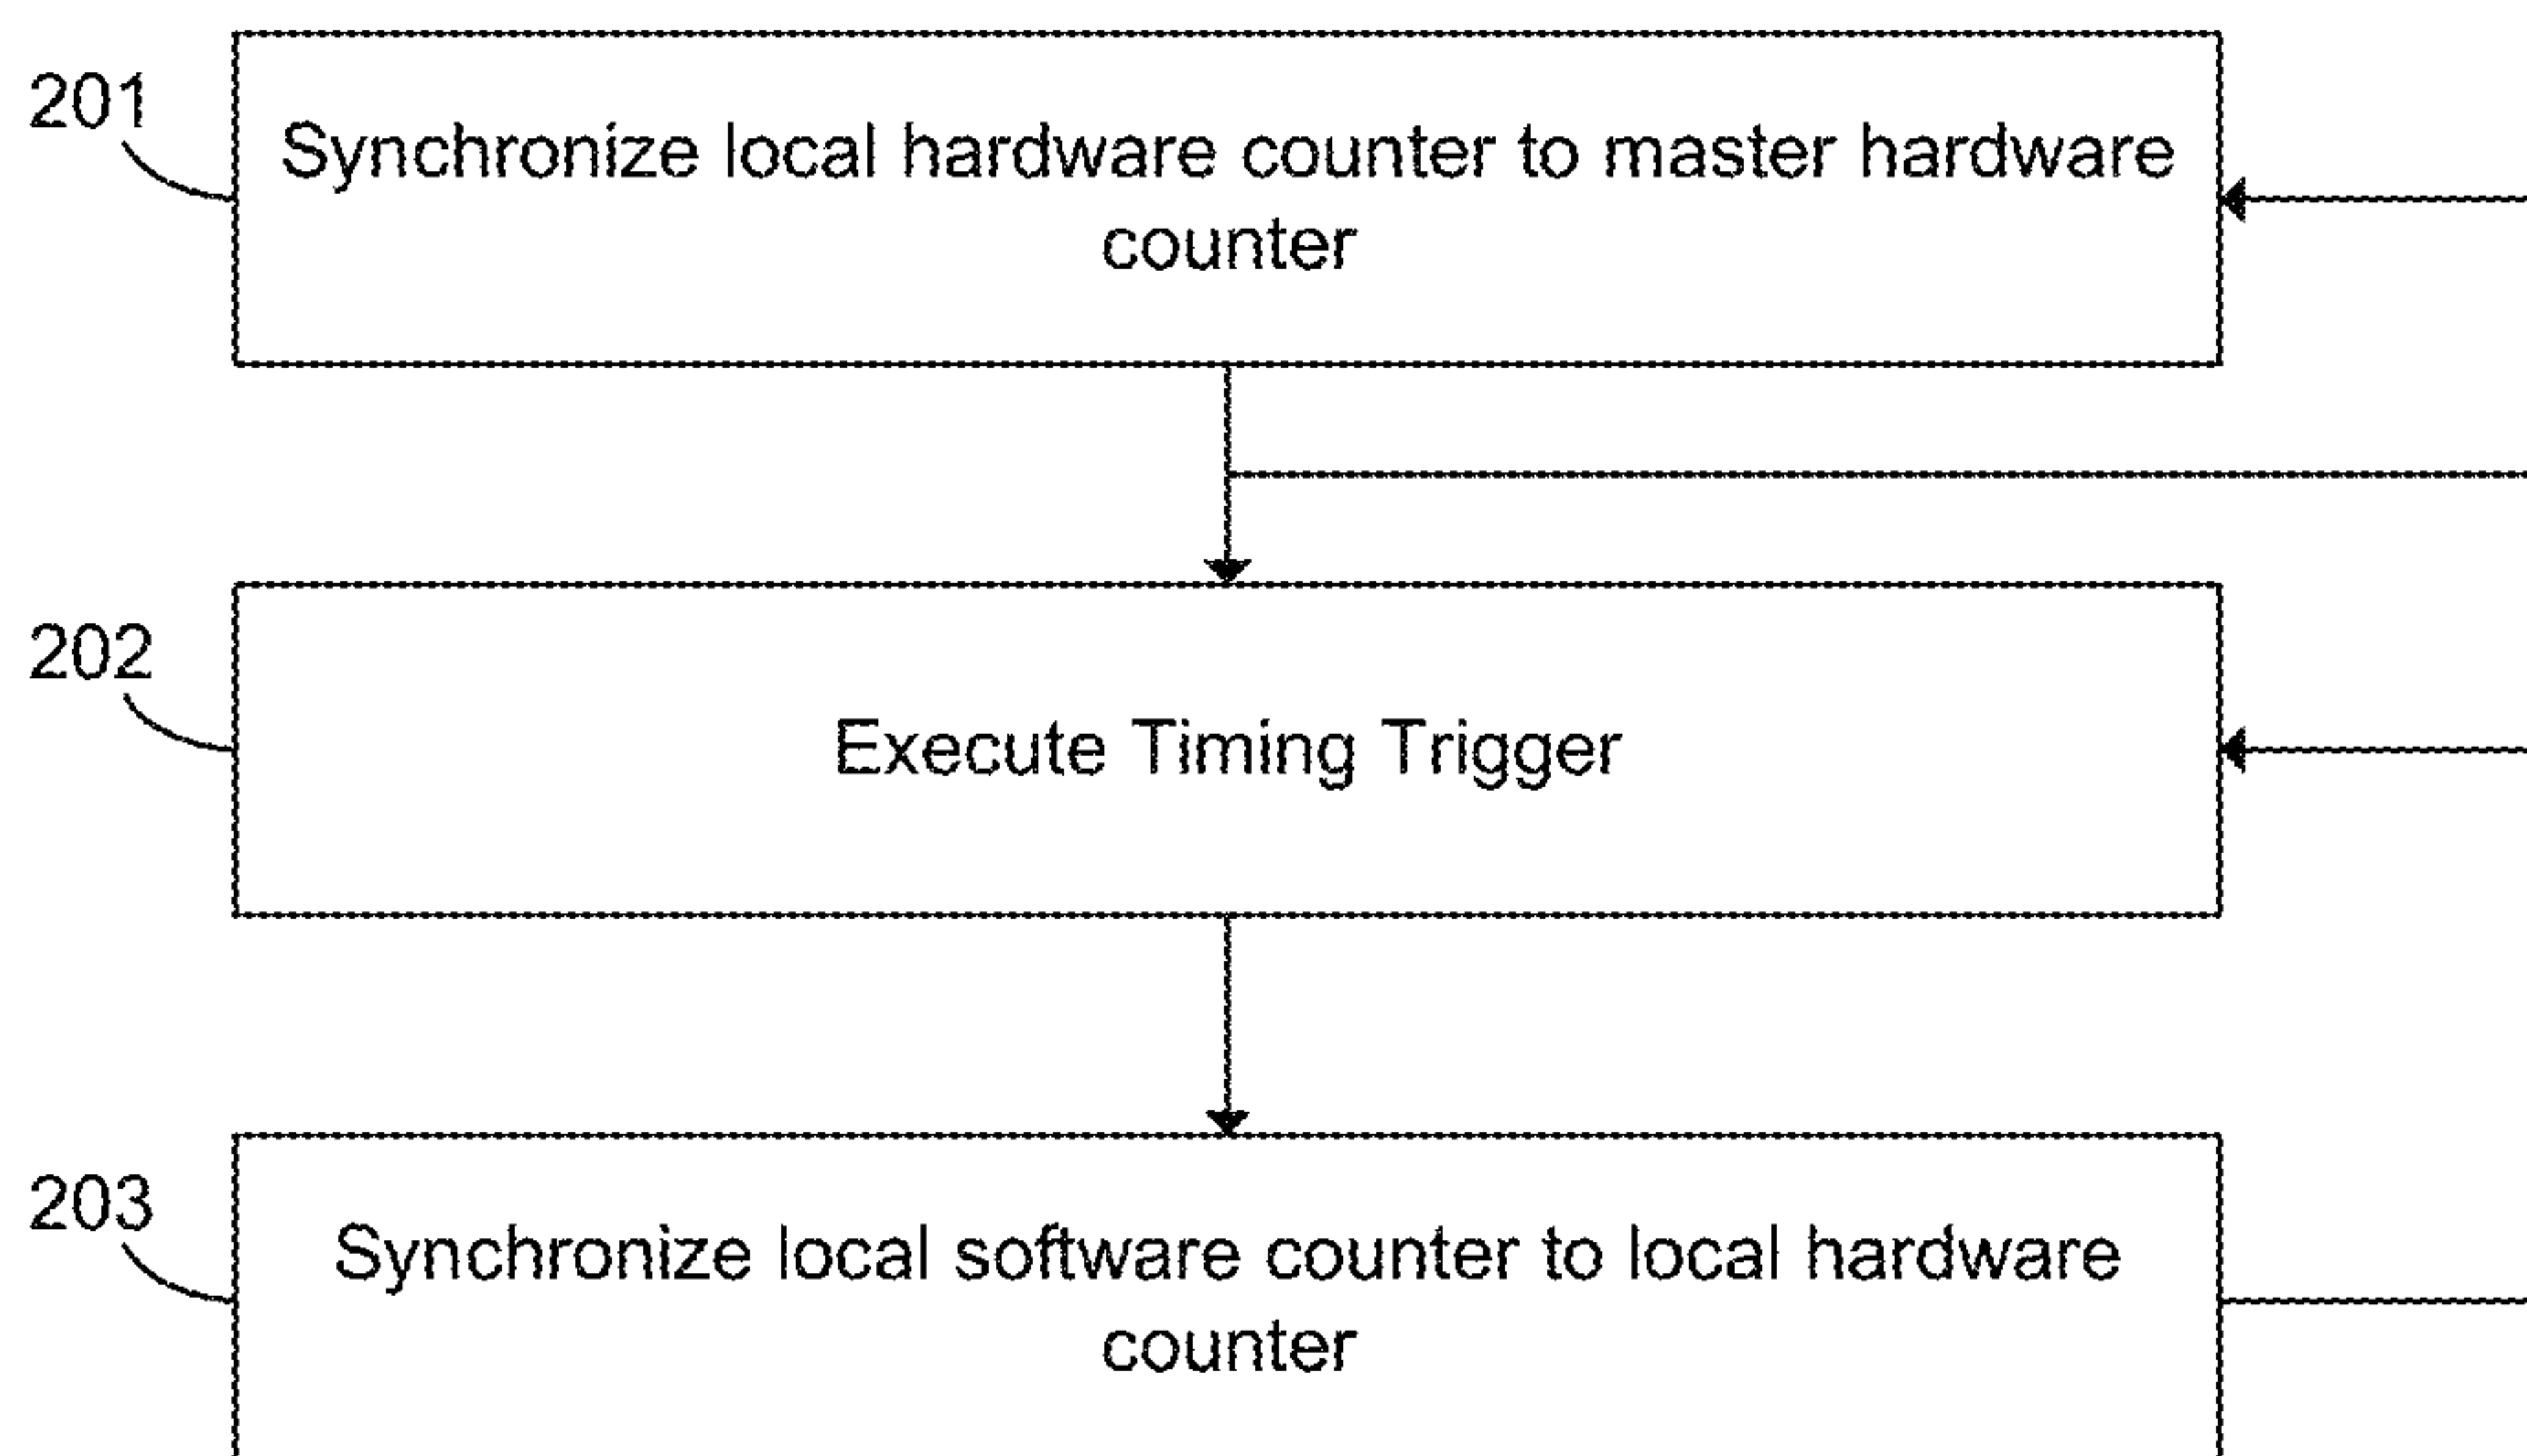 201
Synchronize local hardware counter to master hardware
counter
202
Execute Timing Trigger
203
Synchronize local software counter to local hardware
counter